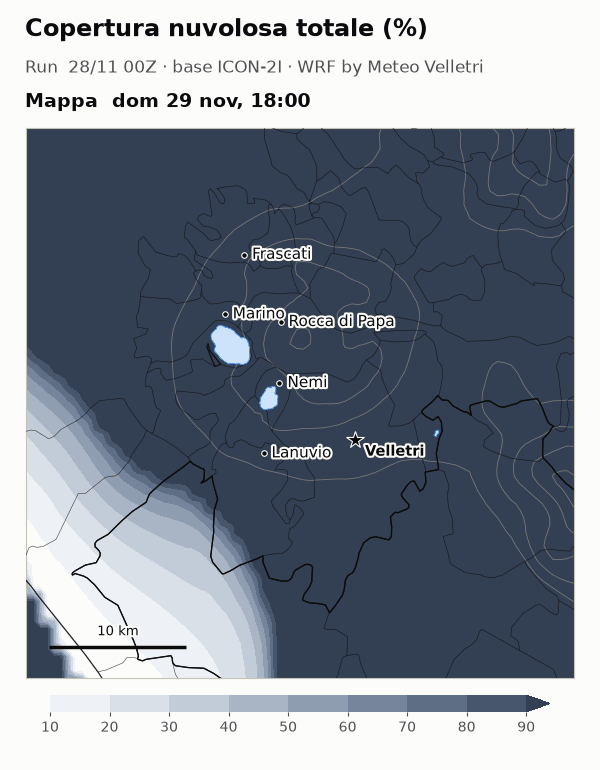 Copertura nuvolosa totale (%)
Run 28/11 00Z · base ICON-2I · WRF by Meteo Velletri
Mappa dom 29 nov, 18:00
Frascati
Marino
Rocca di Papa
Nemi
Velletri
Lanuvio
10 km
10 20 30 40 50 60 70 80 90